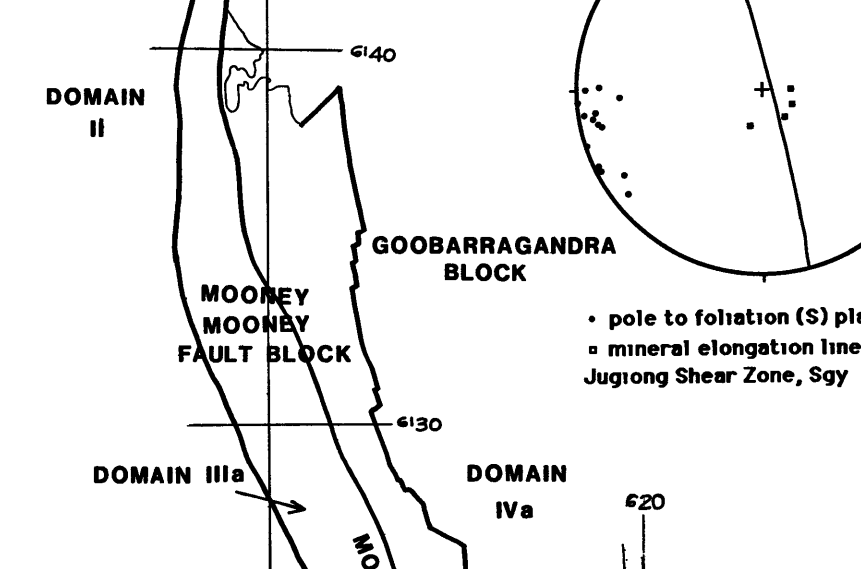 6140
DOMAIN
II
GOOBARRAGANDRA
BLOCK
MOONEY
MOONEY
FAULT BLOCK
• pole to foliation (S) pla
mineral elongation line
Jugiong Shear Zone, Sgy
6130
DOMAIN IIIa
DOMAIN
IVa
620
MO